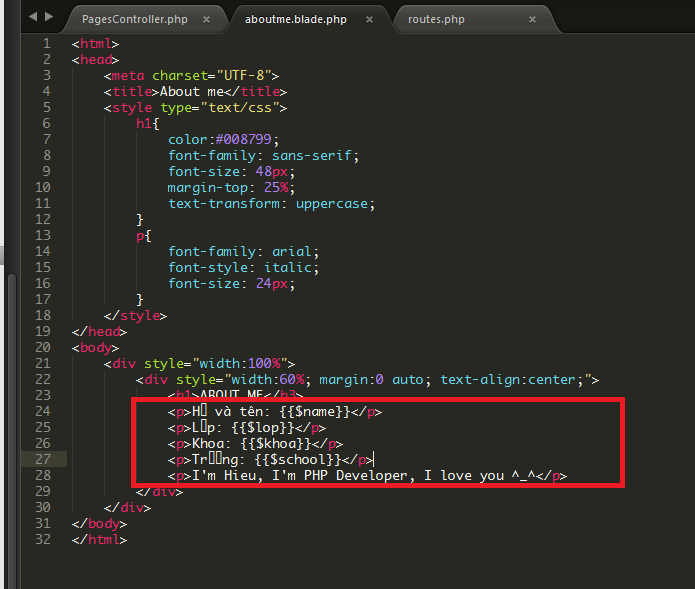 PagesController.php × aboutme.blade.php × routes.php ×
1 <html>
2 <head>
3 <meta charset="UTF-8">
4 <title>About me</title>
5 <style type="text/css">
6 h1{
7 color:#008799;
8 font-family: sans-serif;
9 font-size: 48px;
10 margin-top: 25%;
11 text-transform: uppercase;
12 }
13 p{
14 font-family: arial;
15 font-style: italic;
16 font-size: 24px;
17 }
18 </style>
19 </head>
20 <body>
21 <div style="width:100%">
22 <div style="width:60%; margin:0 auto; text-align:center;">
23 <h1>ABOUT ME</h3>
24 <p>H□ và tên: {{$name}}</p>
25 <p>L□p: {{$lop}}</p>
26 <p>Khoa: {{$khoa}}</p>
27 <p>Tr□□ng: {{$school}}</p>
28 <p>I'm Hieu, I'm PHP Developer, I love you ^_^</p>
29 </div>
30 </div>
31 </body>
32 </html>